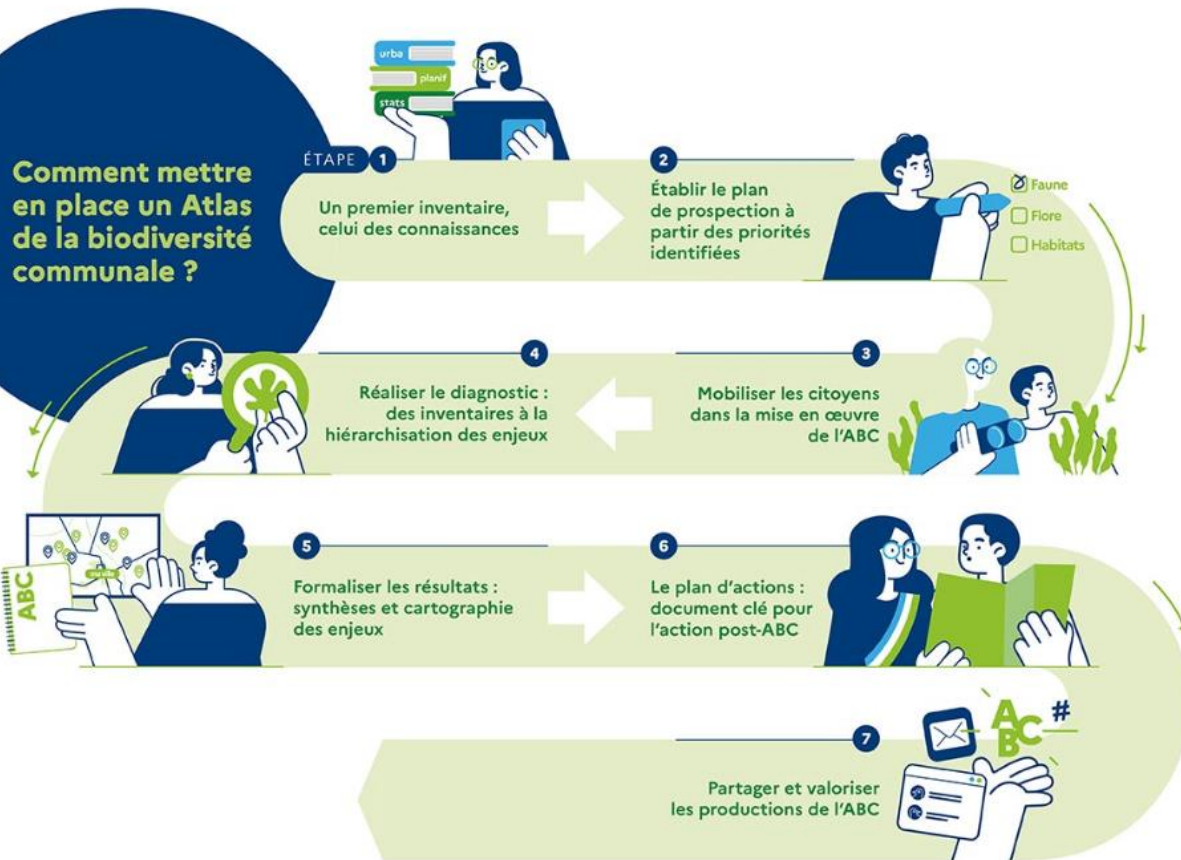 Comment mettre
en place un Atlas
de la biodiversité
communale ?
urba
planif
stats
ÉTAPE 1
Un premier inventaire,
celui des connaissances
2
Établir le plan
de prospection à
partir des priorités
identifiées
Faune
Flore
Habitats
3
Mobiliser les citoyens
dans la mise en œuvre
de l'ABC
4
Réaliser le diagnostic :
des inventaires à la
hiérarchisation des enjeux
ABC
ma ville
5
Formaliser les résultats :
synthèses et cartographie
des enjeux
6
Le plan d'actions :
document clé pour
l'action post-ABC
7
Partager et valoriser
les productions de l'ABC
ABC #